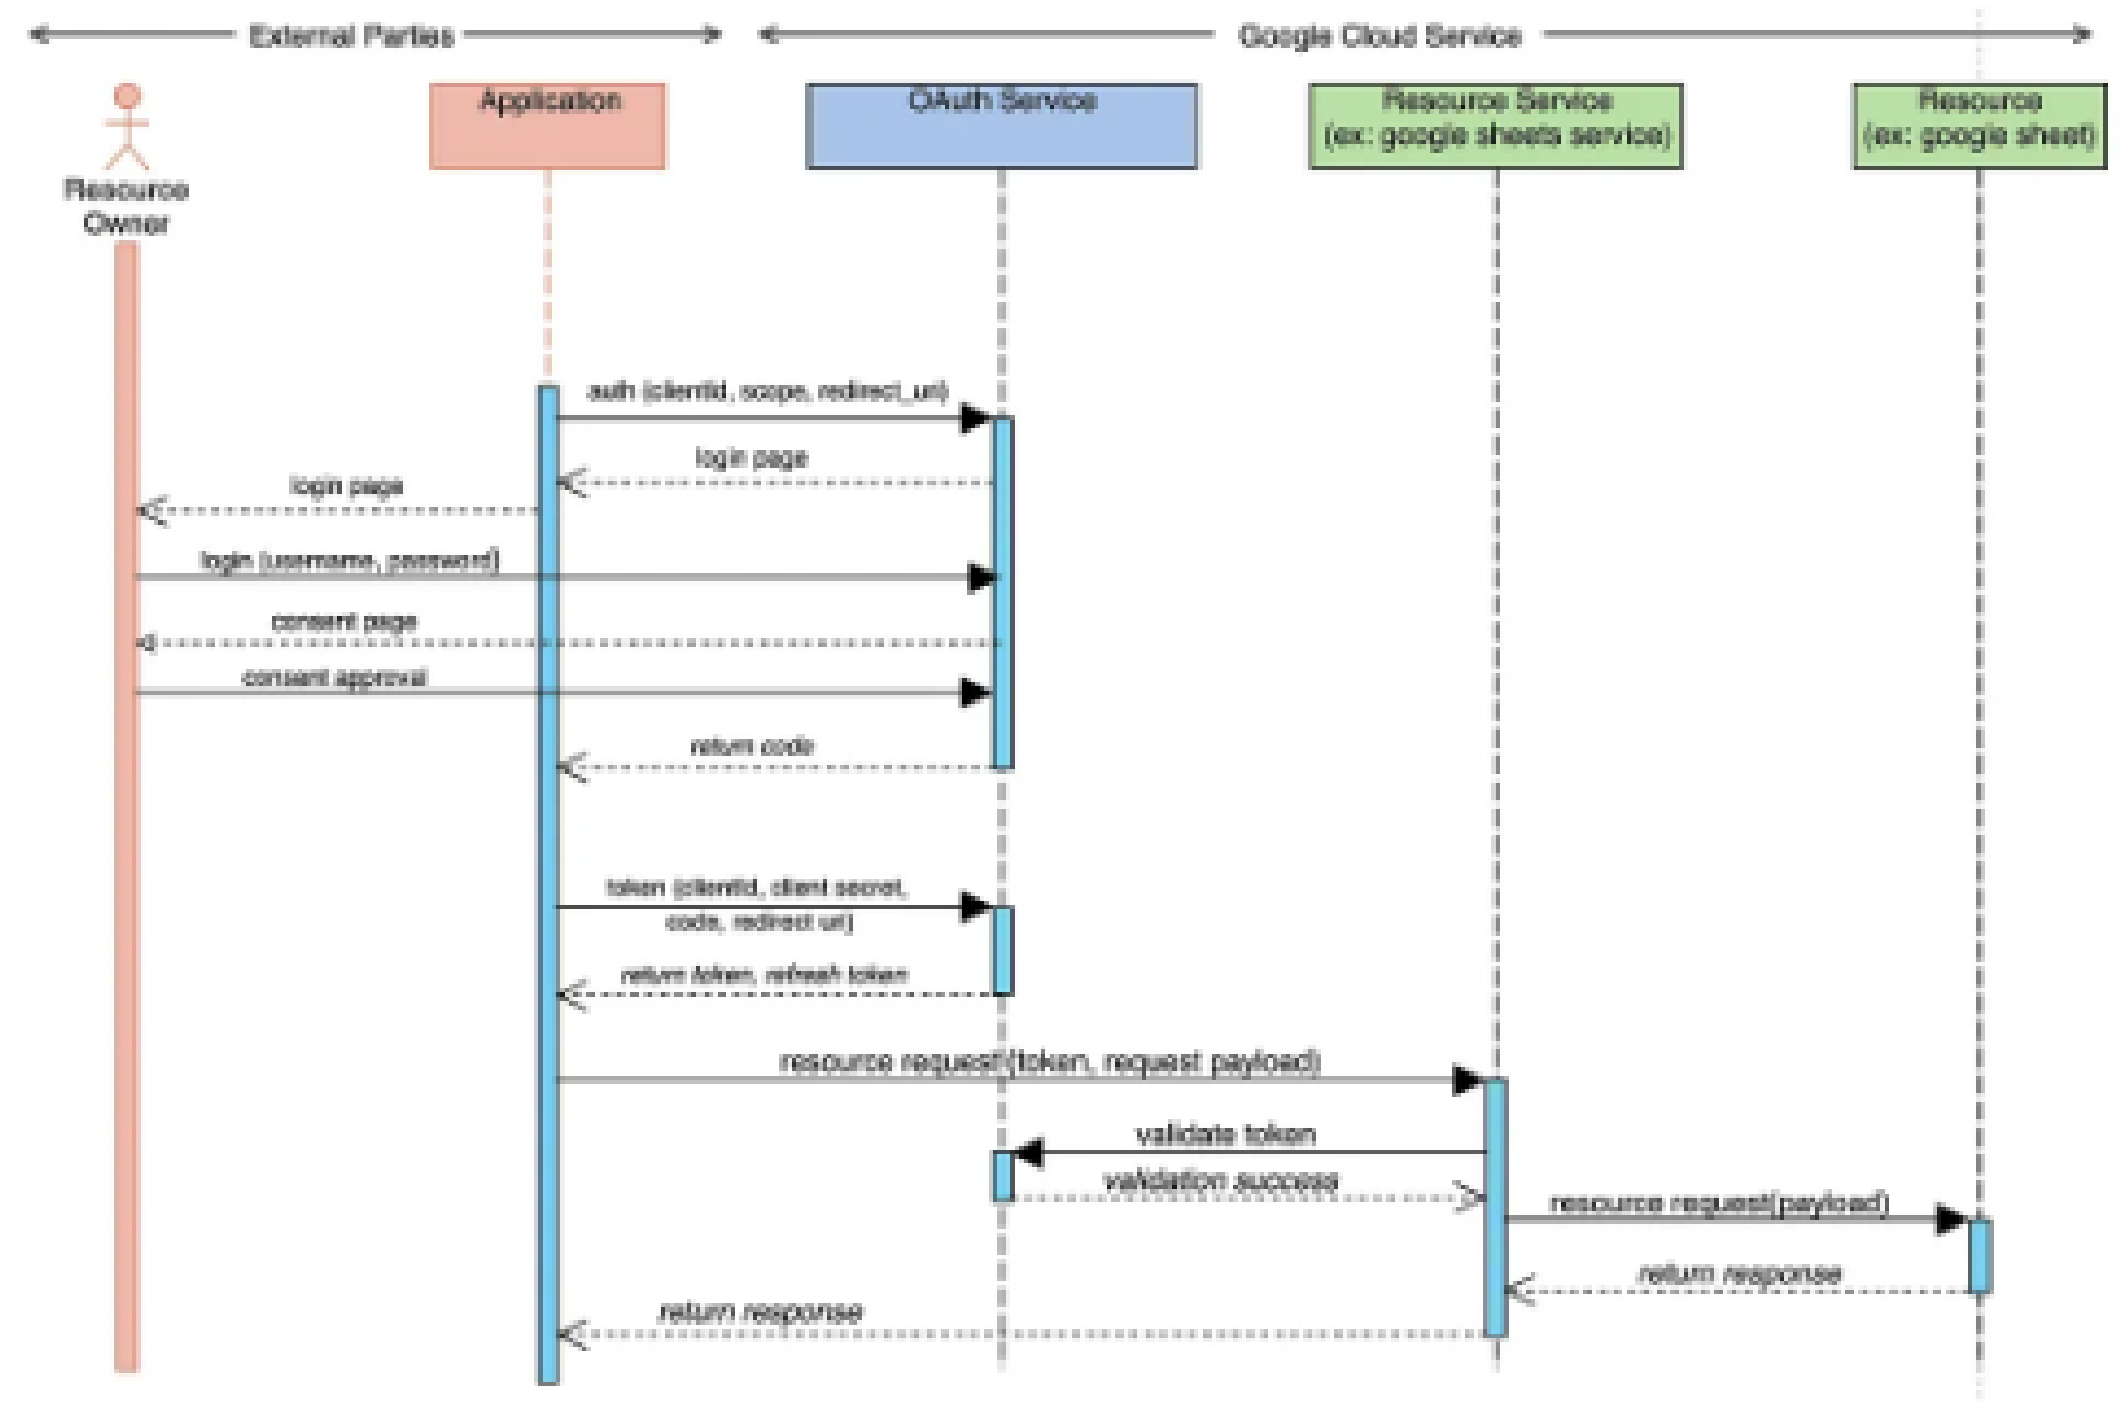 External Parties
Google Cloud Service
Resource
Owner
Application
OAuth Service
Resource Service
(ex: google sheets service)
Resource
(ex: google sheet)
auth (clientId, scope, redirect_uri)
login page
login page
login (username, password)
consent page
consent approval
return code
token (clientId, client secret,
code, redirect uri)
return token, refresh token
resource request (token, request payload)
validate token
validation success
resource request(payload)
return response
return response